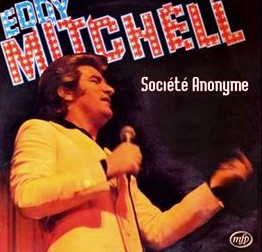 EDDY
MITCHELL
Société Anonyme
mfp